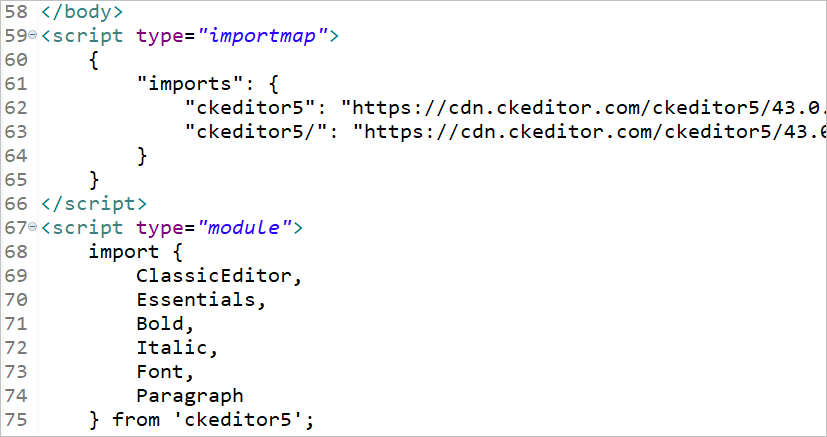 58 </body>
59 <script type="importmap">
60     {
61         "imports": {
62             "ckeditor5": "https://cdn.ckeditor.com/ckeditor5/43.0.
63             "ckeditor5/": "https://cdn.ckeditor.com/ckeditor5/43.0
64         }
65     }
66 </script>
67 <script type="module">
68     import {
69         ClassicEditor,
70         Essentials,
71         Bold,
72         Italic,
73         Font,
74         Paragraph
75     } from 'ckeditor5';